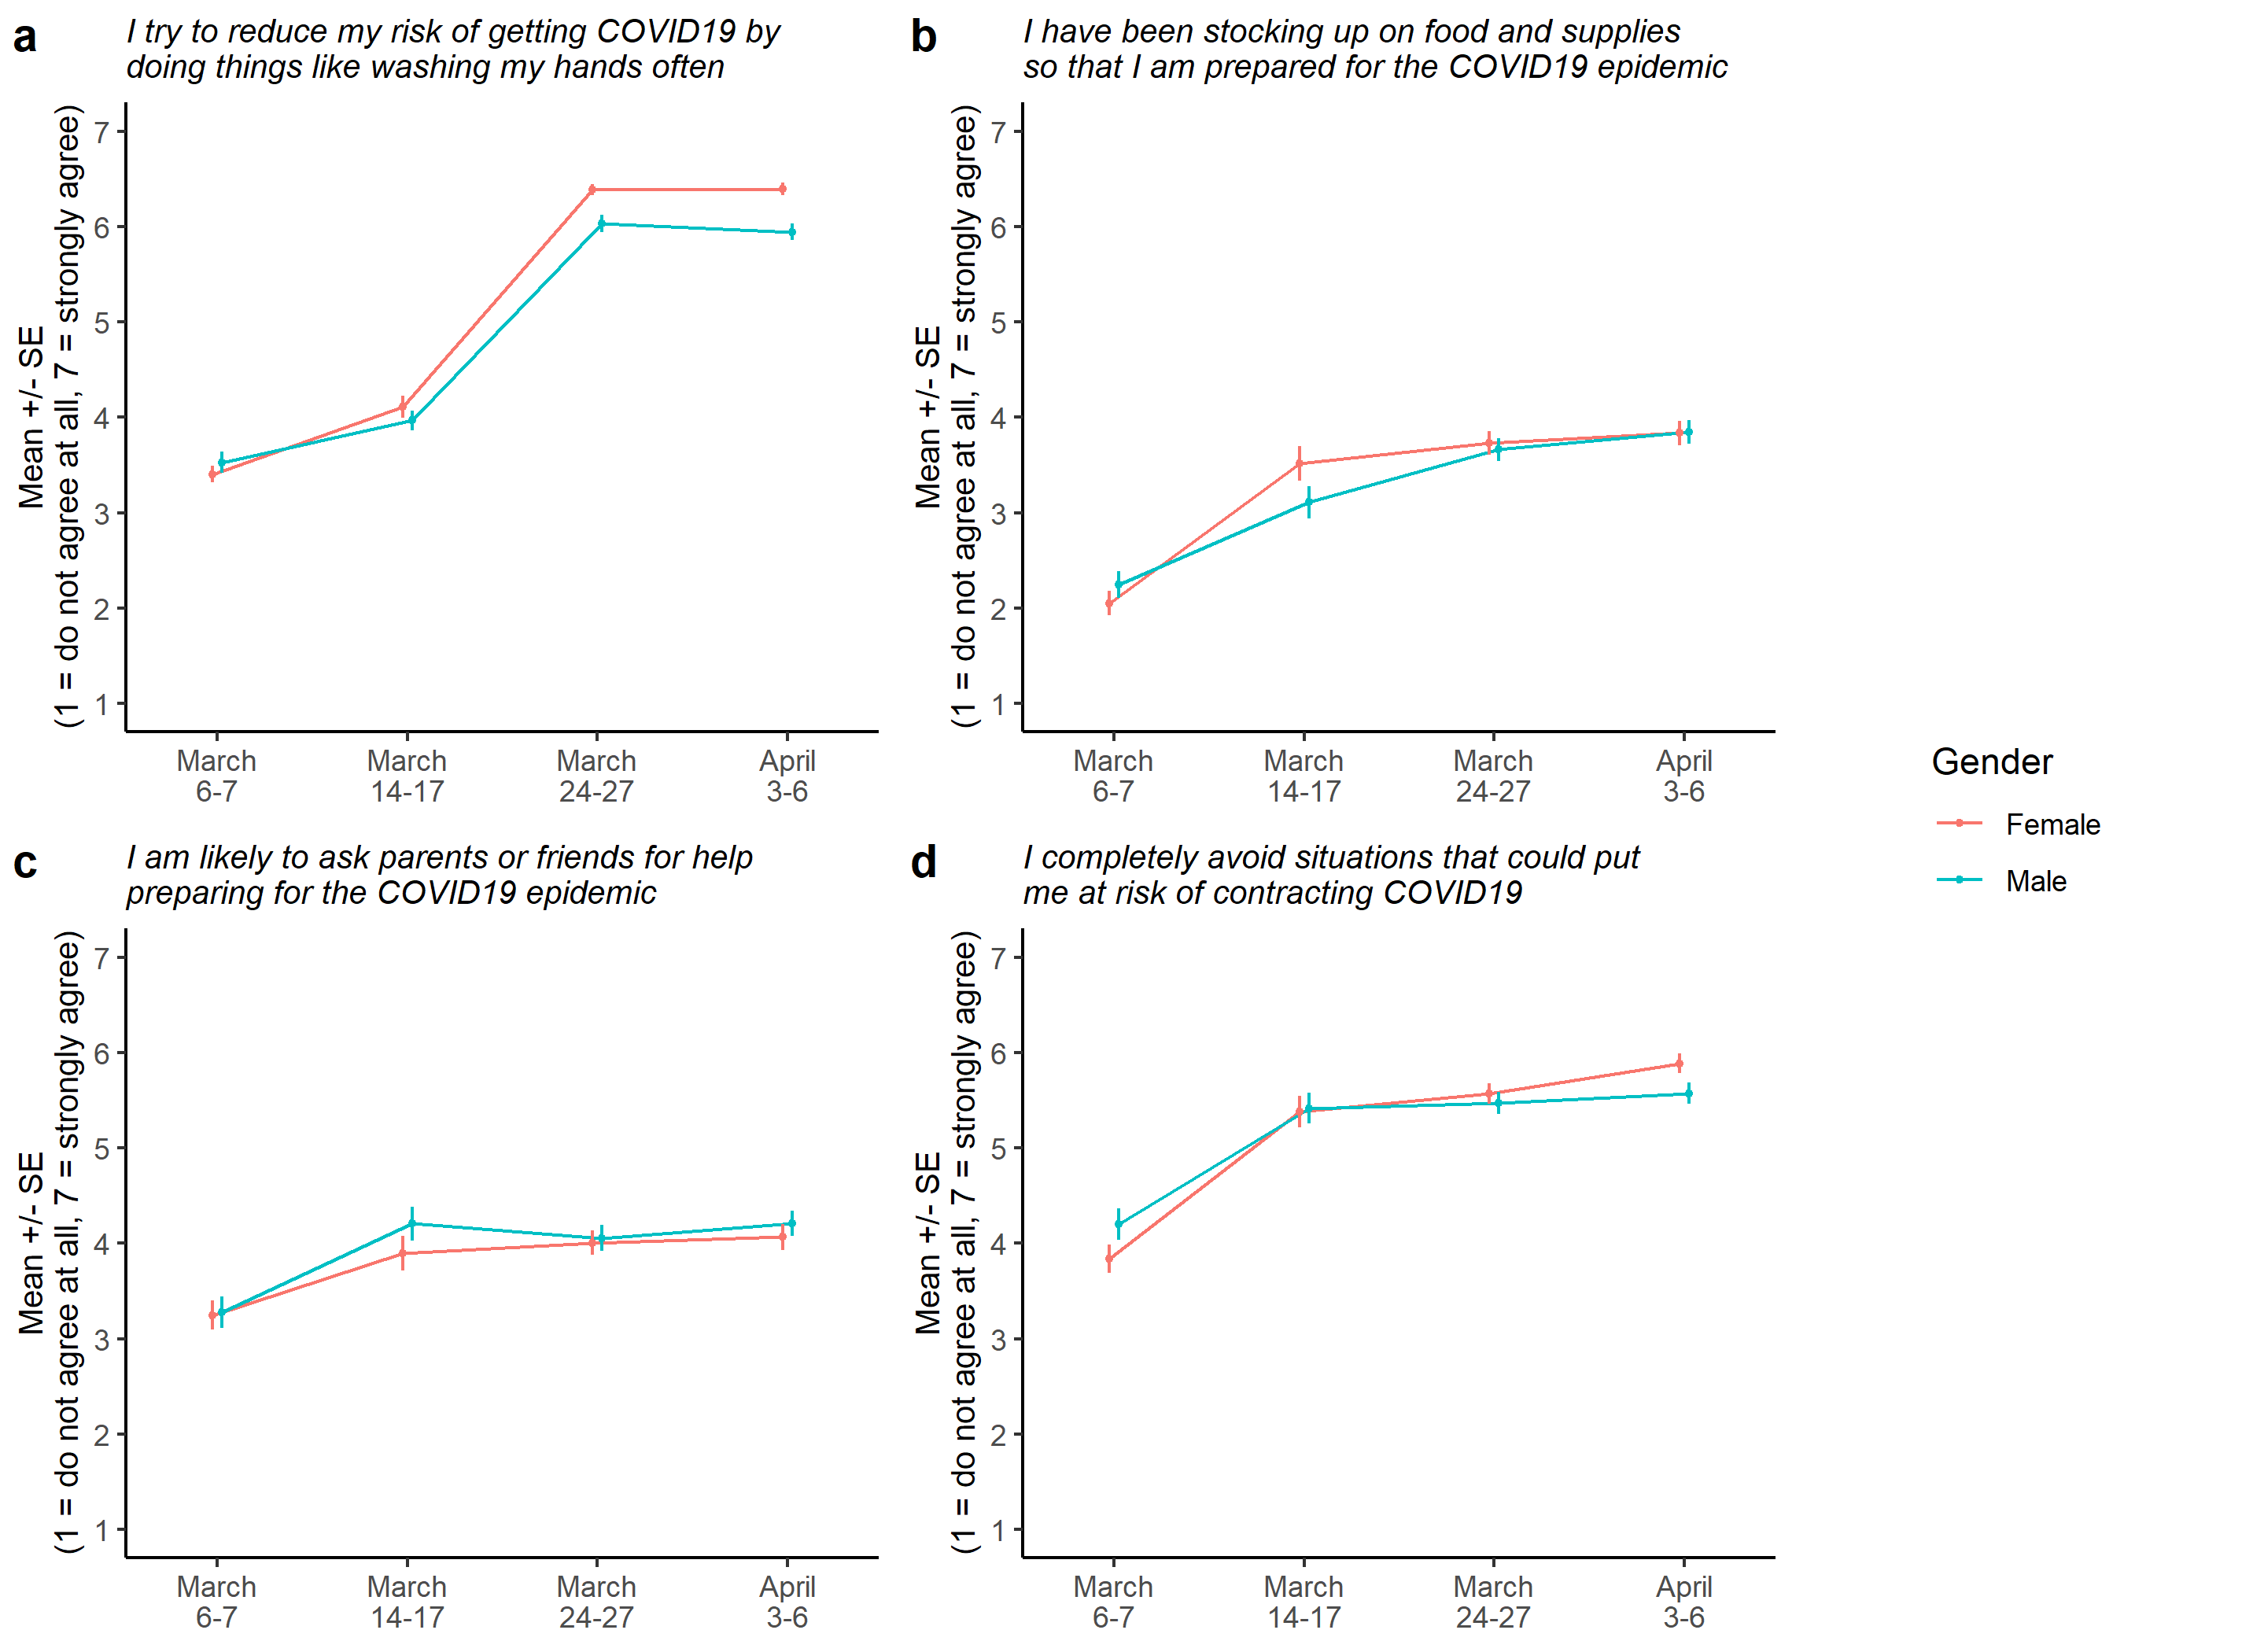 a
I try to reduce my risk of getting COVID19 by
doing things like washing my hands often
Mean +/- SE
(1 = do not agree at all, 7 = strongly agree)
7
6
5
4
3
2
1
March
6-7
March
14-17
March
24-27
April
3-6
b
I have been stocking up on food and supplies
so that I am prepared for the COVID19 epidemic
Mean +/- SE
(1 = do not agree at all, 7 = strongly agree)
7
6
5
4
3
2
1
March
6-7
March
14-17
March
24-27
April
3-6
c
I am likely to ask parents or friends for help
preparing for the COVID19 epidemic
Mean +/- SE
(1 = do not agree at all, 7 = strongly agree)
7
6
5
4
3
2
1
March
6-7
March
14-17
March
24-27
April
3-6
d
I completely avoid situations that could put
me at risk of contracting COVID19
Mean +/- SE
(1 = do not agree at all, 7 = strongly agree)
7
6
5
4
3
2
1
March
6-7
March
14-17
March
24-27
April
3-6
Gender
Female
Male